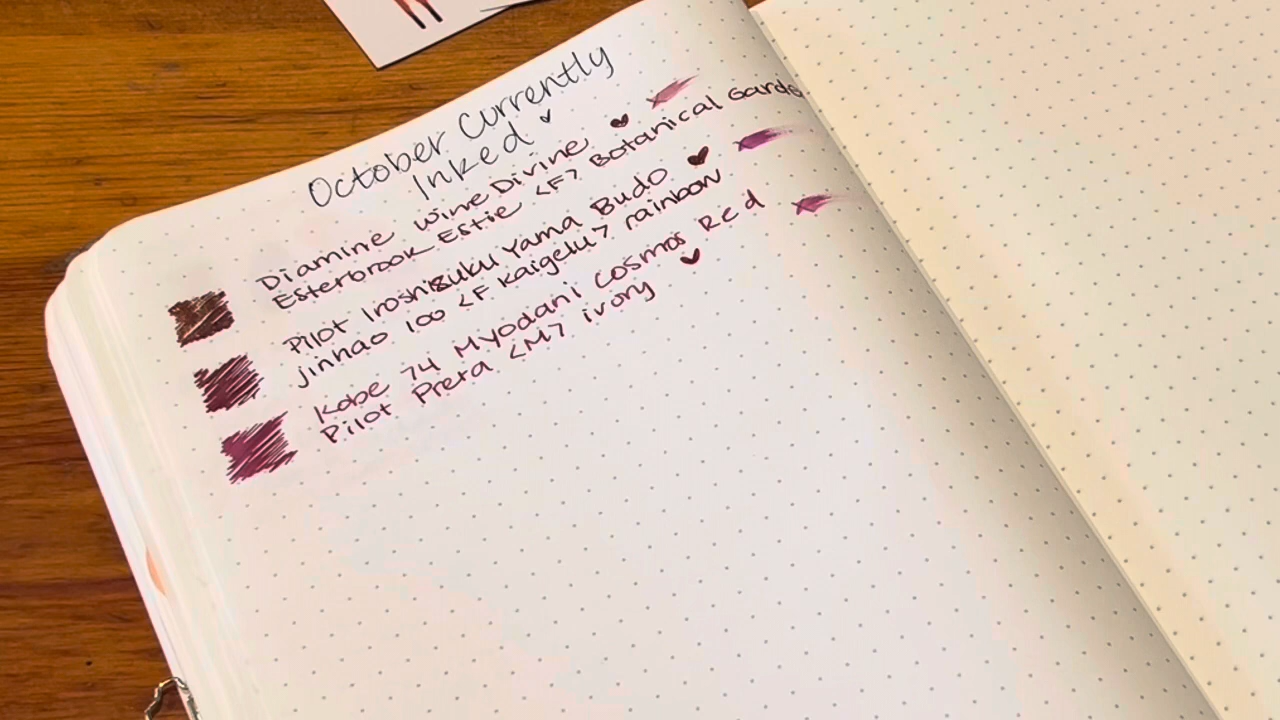 October Currently
Inked
Diamine Wine Divine
Esterbrook Estie <F> Botanical Garde
Pilot Iroshizuku Yama Budo
Jinhao 100 <F Kaigelu> rainbow
Kobe 74 Myodani Cosmos Red
Pilot Prera <M> ivory